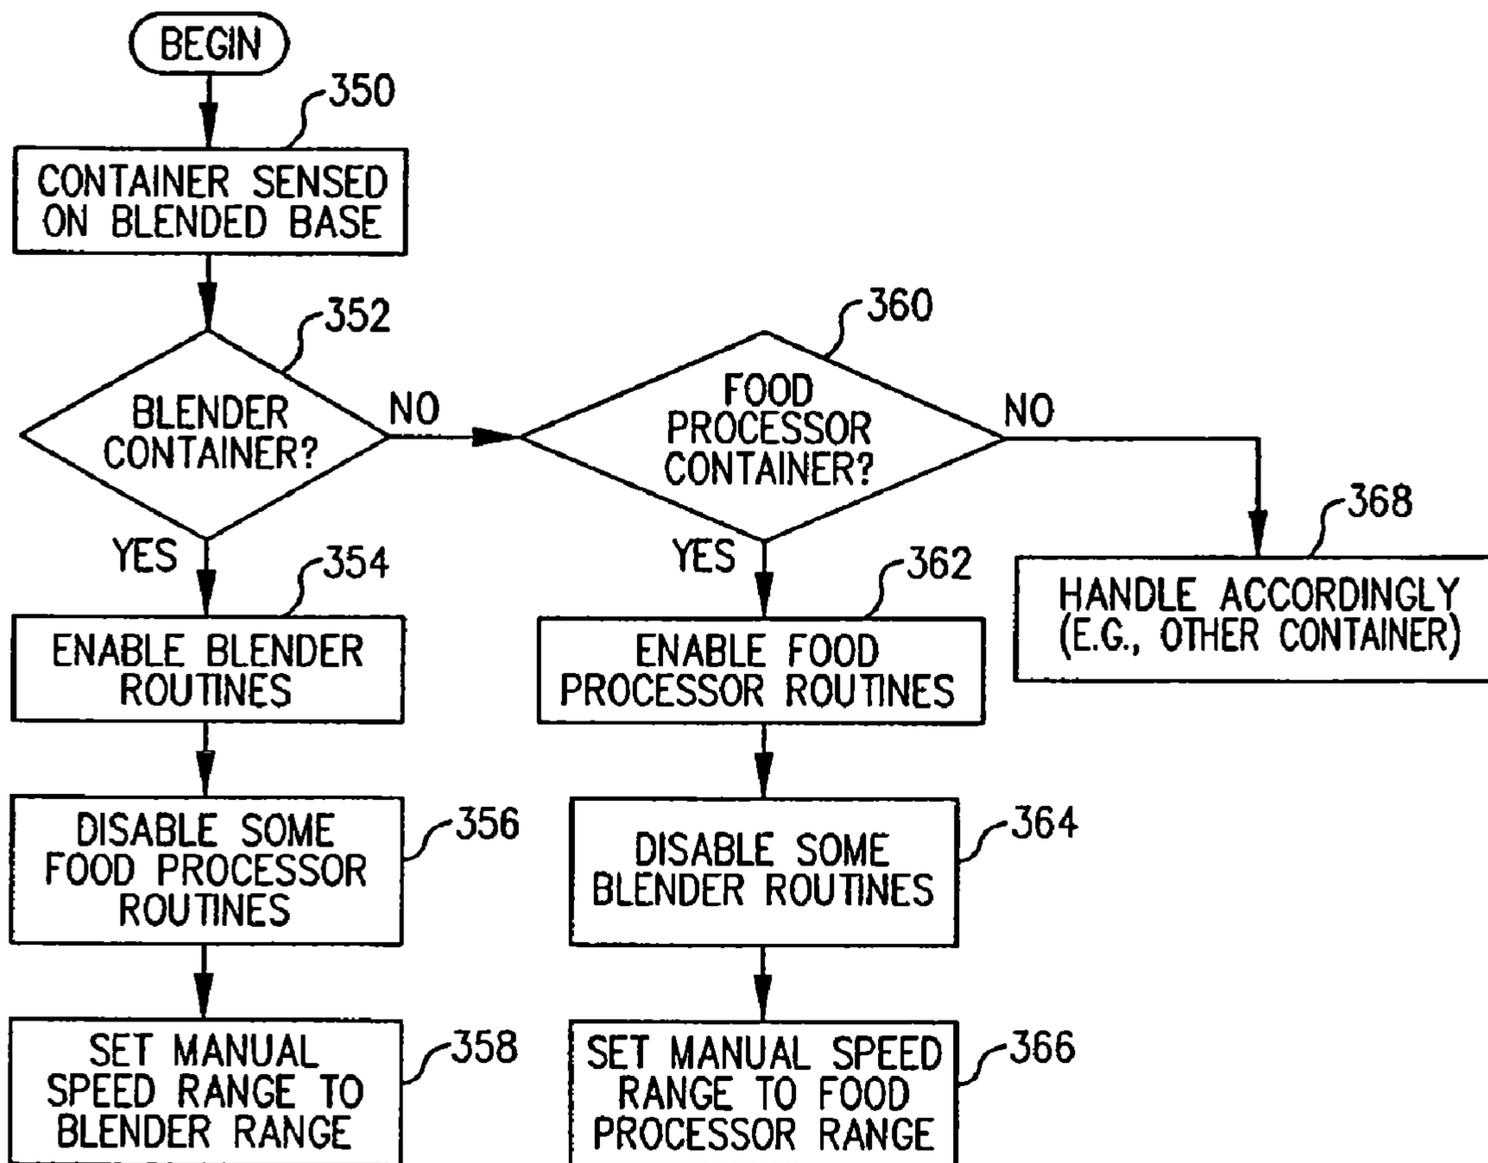 BEGIN
350
CONTAINER SENSED
ON BLENDED BASE
352
BLENDER
CONTAINER?
NO
YES
360
FOOD
PROCESSOR
CONTAINER?
NO
YES
368
HANDLE ACCORDINGLY
(E.G., OTHER CONTAINER)
354
ENABLE BLENDER
ROUTINES
362
ENABLE FOOD
PROCESSOR ROUTINES
356
DISABLE SOME
FOOD PROCESSOR
ROUTINES
364
DISABLE SOME
BLENDER ROUTINES
358
SET MANUAL
SPEED RANGE TO
BLENDER RANGE
366
SET MANUAL SPEED
RANGE TO FOOD
PROCESSOR RANGE